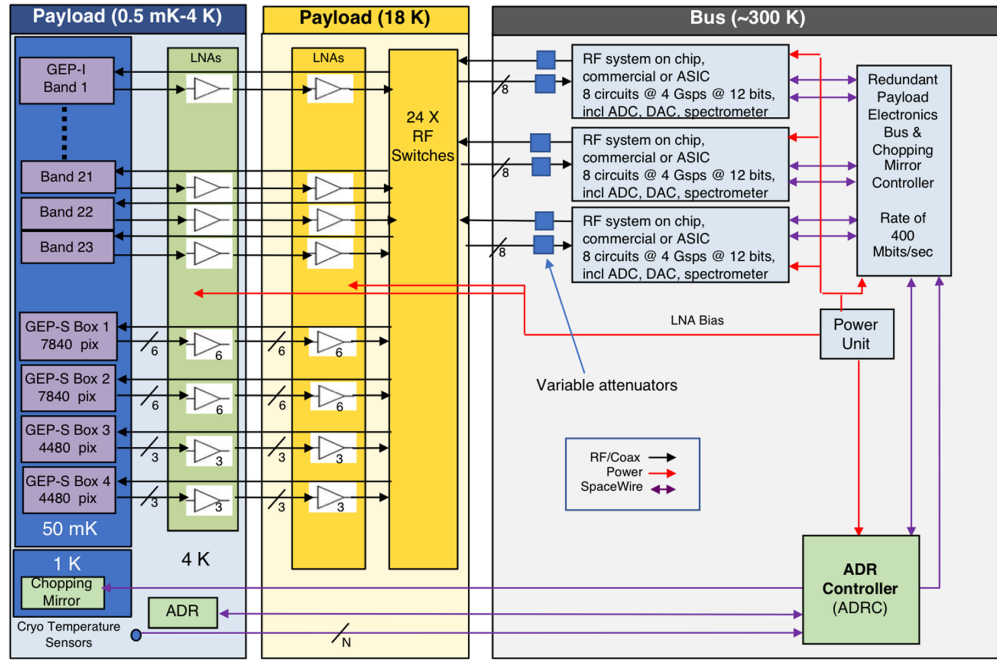 Payload (0.5 mK-4 K)
Payload (18 K)
Bus (~300 K)
LNAs
LNAs
GEP-I
Band 1
Band 21
Band 22
Band 23
GEP-S Box 1
7840 pix
GEP-S Box 2
7840 pix
GEP-S Box 3
4480 pix
GEP-S Box 4
4480 pix
50 mK
1 K
Chopping
Mirror
4 K
ADR
Cryo Temperature
Sensors
6
6
6
6
6
6
6
6
3
3
3
3
3
3
3
3
N
24 X
RF
Switches
8
8
8
RF system on chip,
commercial or ASIC
8 circuits @ 4 Gsps @ 12 bits,
incl ADC, DAC, spectrometer
RF system on chip,
commercial or ASIC
8 circuits @ 4 Gsps @ 12 bits,
incl ADC, DAC, spectrometer
RF system on chip,
commercial or ASIC
8 circuits @ 4 Gsps @ 12 bits,
incl ADC, DAC, spectrometer
Redundant
Payload
Electronics
Bus &
Chopping
Mirror
Controller
Rate of
400
Mbits/sec
LNA Bias
Power
Unit
Variable attenuators
RF/Coax
Power
SpaceWire
ADR
Controller
(ADRC)